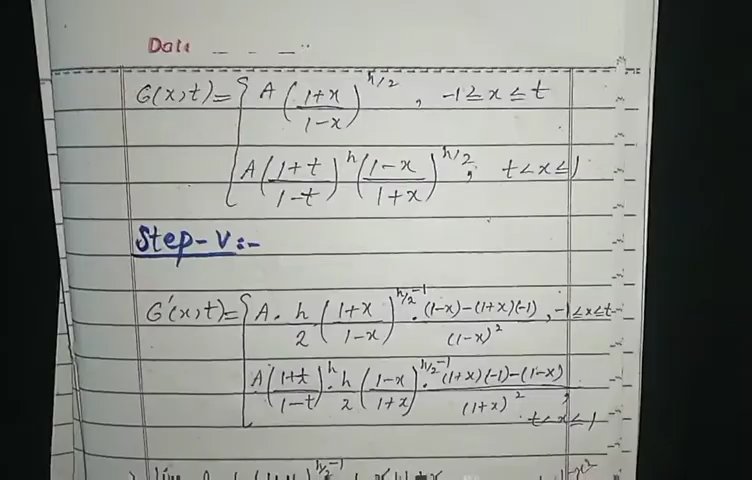 Date _ _ _
G(x,t) = { A ((1+x)/(1-x))^{h/2} , -1 ≤ x ≤ t
A ((1+t)/(1-t))^h ((1-x)/(1+x))^{h/2} , t < x ≤ 1
Step-V:-
G'(x,t) = { A · h/2 ((1+x)/(1-x))^{h/2 -1} · ((1-x)-(1+x)(-1))/(1-x)^2 , -1 ≤ x ≤ t
A ((1+t)/(1-t))^h · h/2 ((1-x)/(1+x))^{h/2 -1} · ((1+x)(-1)-(1-x))/(1+x)^2 , t < x ≤ 1